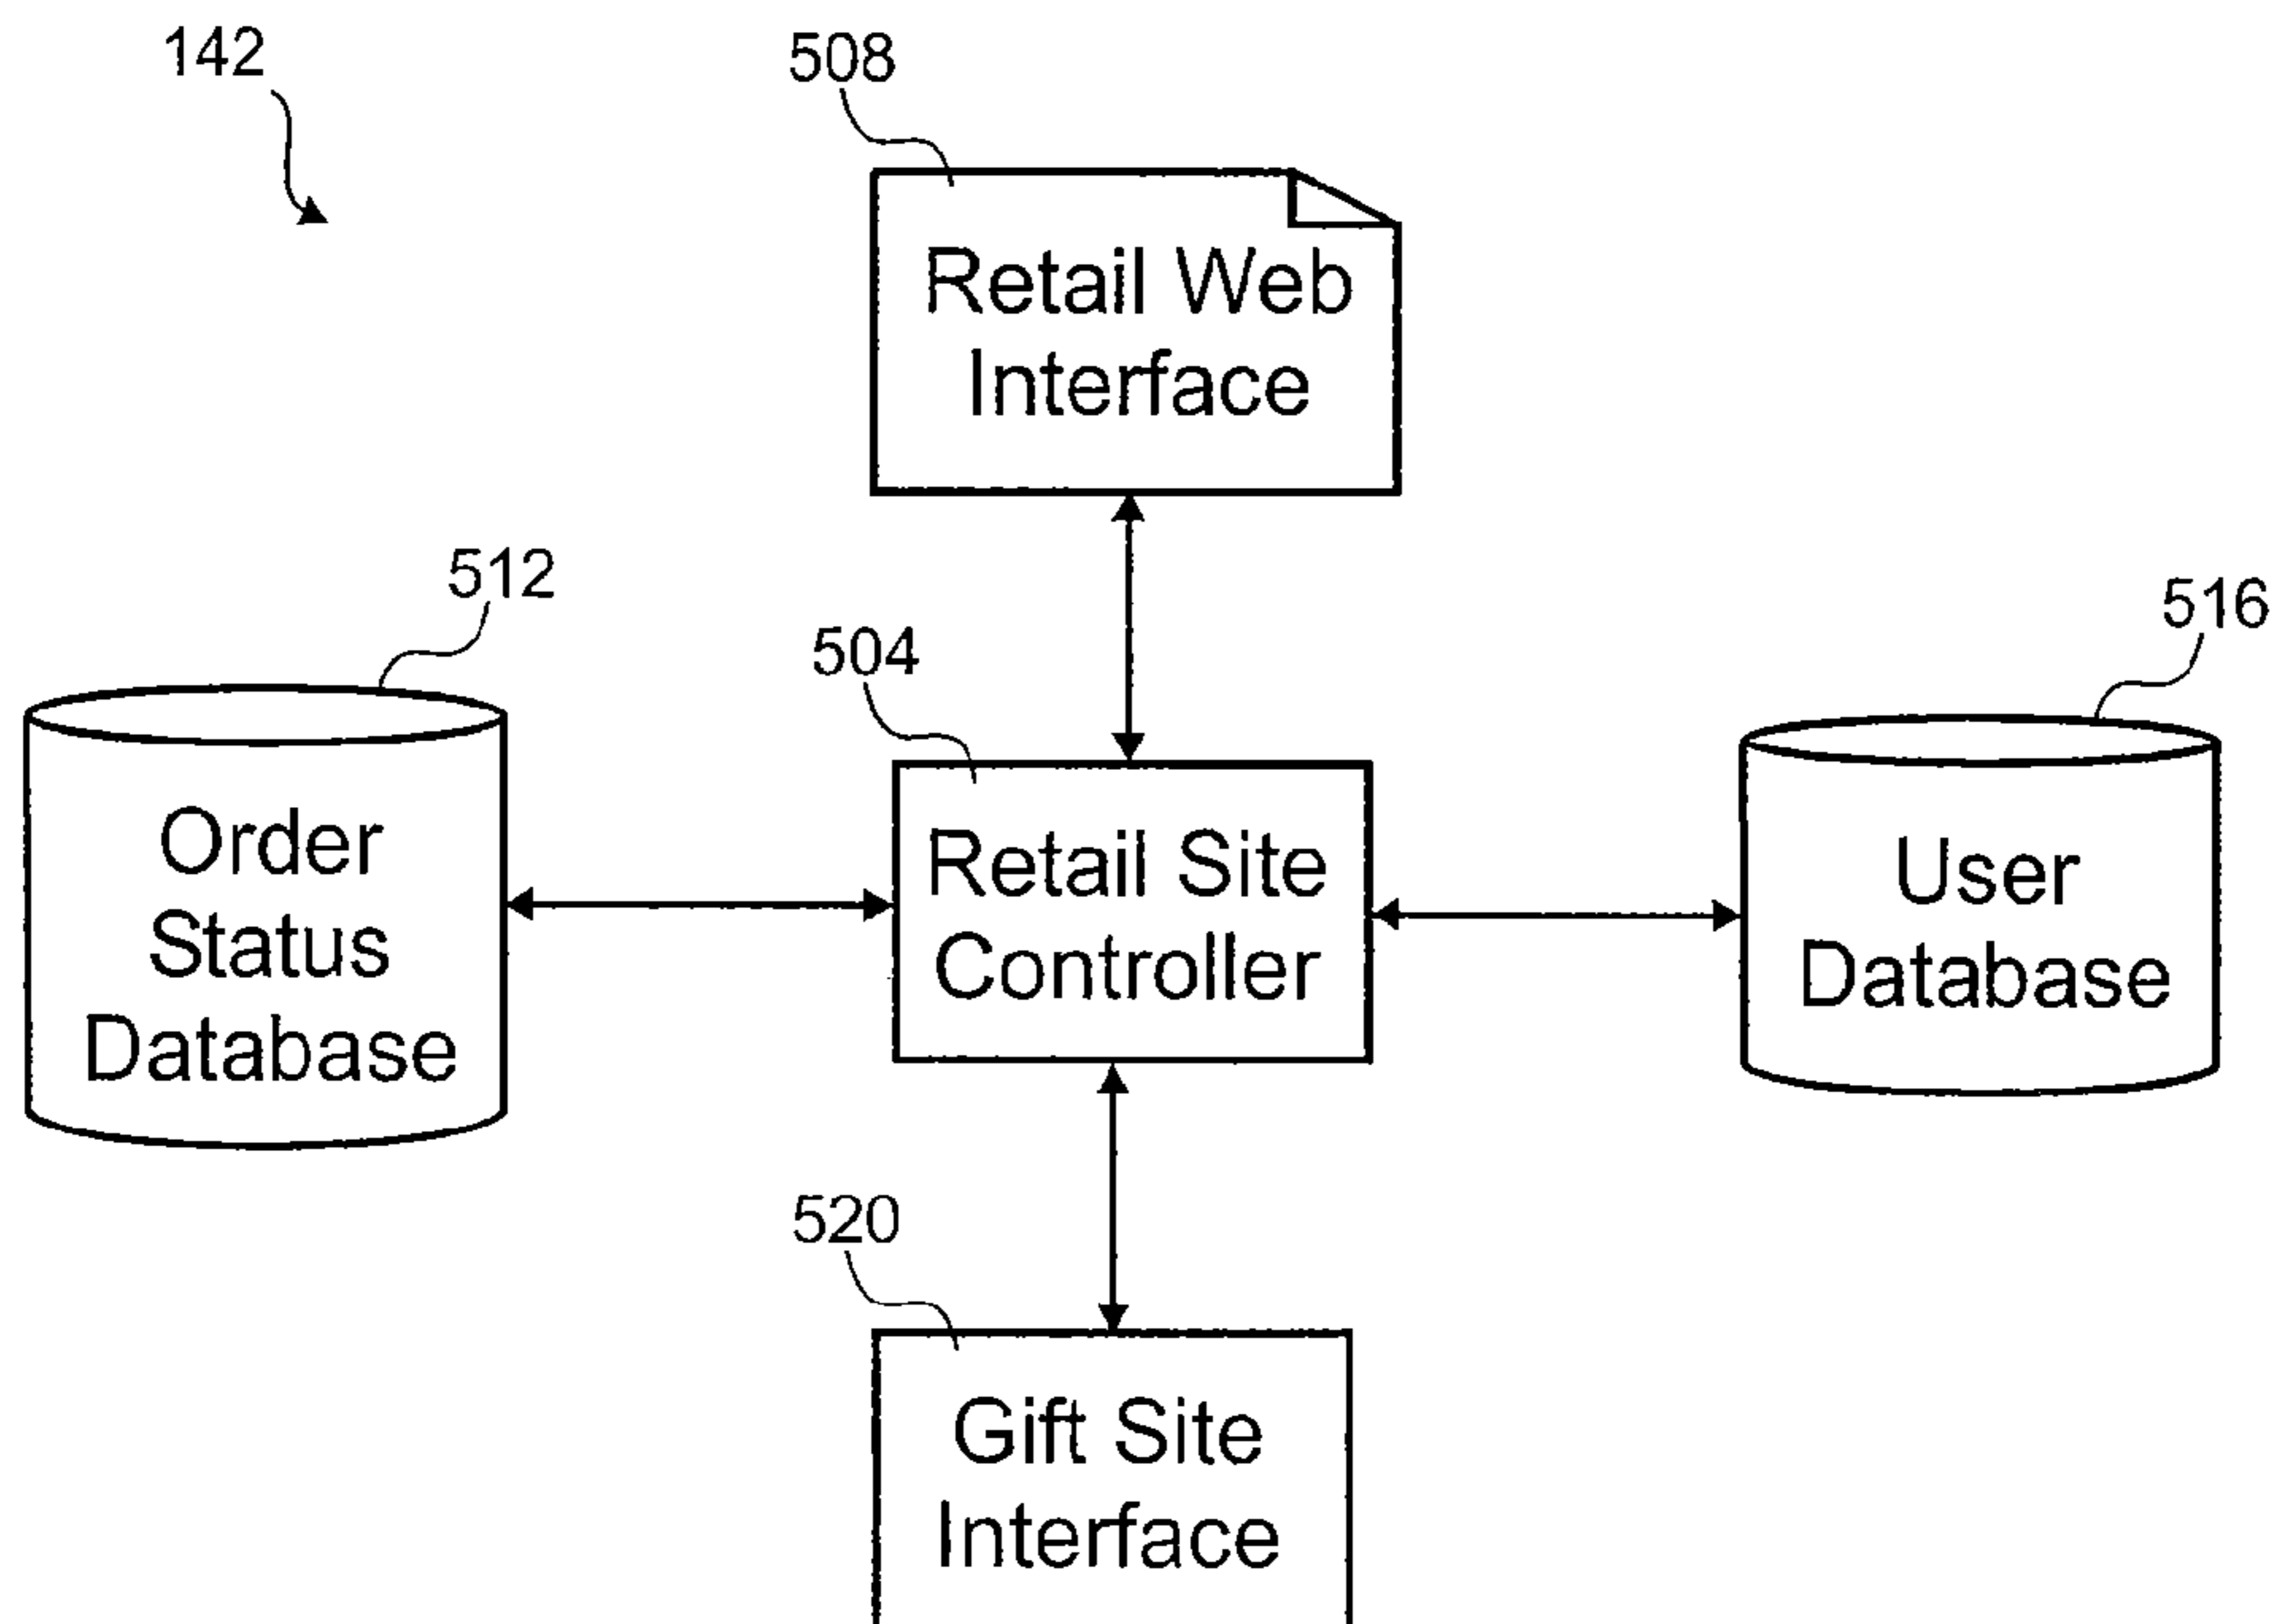 142
508
Retail Web
Interface
512
504
516
Order
Status
Database
Retail Site
Controller
User
Database
520
Gift Site
Interface